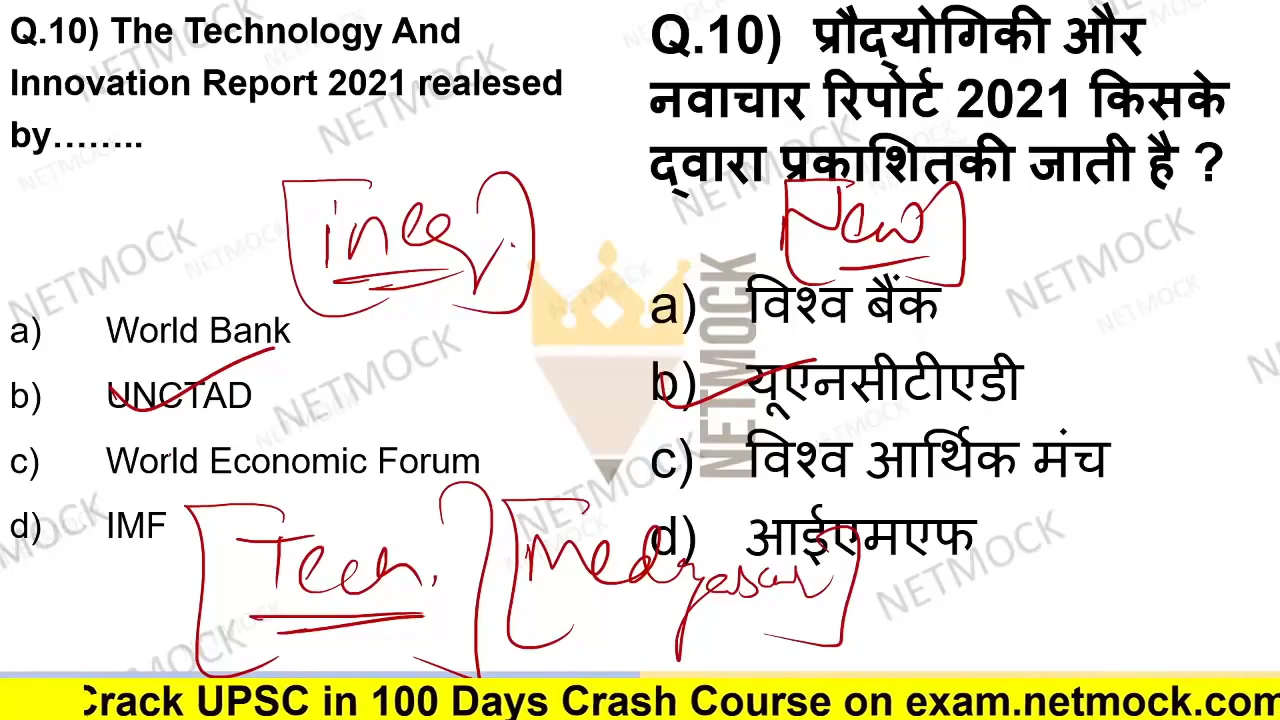 Q.10) The Technology And
Innovation Report 2021 realesed
by……..
a) World Bank
b) UNCTAD
c) World Economic Forum
d) IMF
Q.10) प्रौद्योगिकी और
नवाचार रिपोर्ट 2021 किसके
द्वारा प्रकाशितकी जाती है ?
a) विश्व बैंक
b) यूएनसीटीएडी
c) विश्व आर्थिक मंच
d) आईएमएफ
Tech.
NETMOCK
Crack UPSC in 100 Days Crash Course on exam.netmock.com